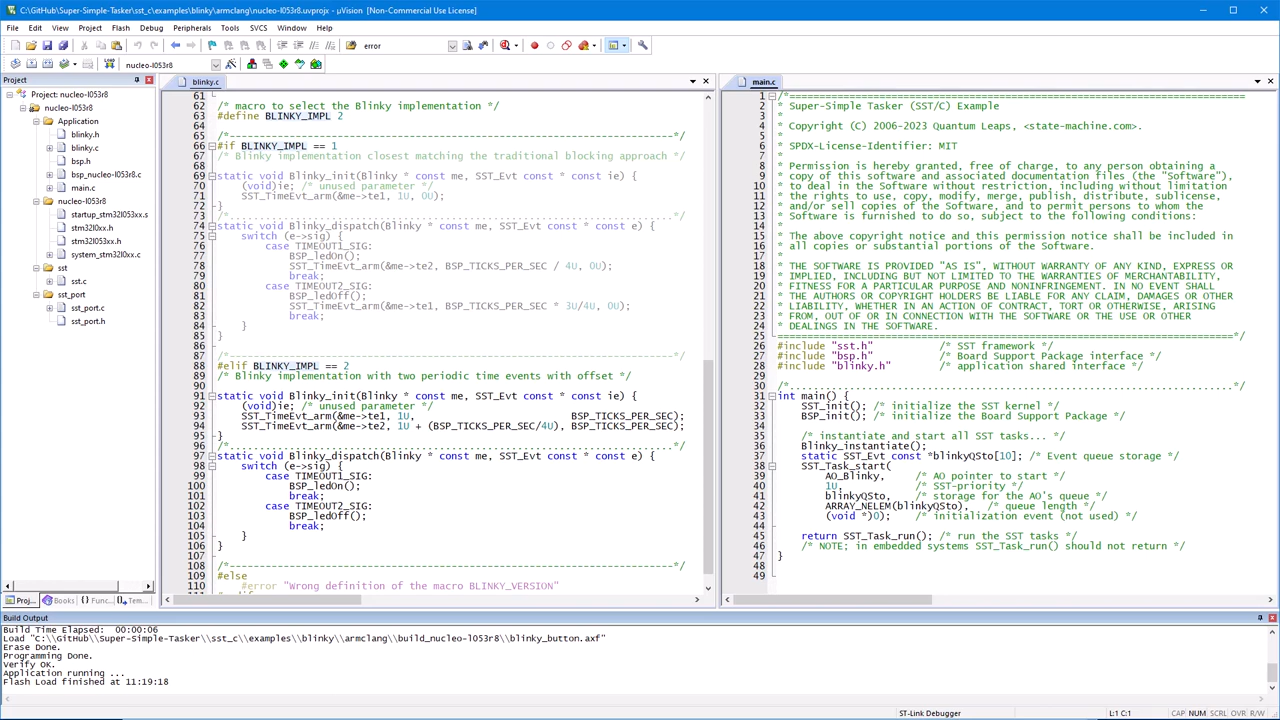 C:\GitHub\Super-Simple-Tasker\sst_c\examples\blinky\armclang\nucleo-l053r8.uvprojx - µVision [Non-Commercial Use License]
File Edit View Project Flash Debug Peripherals Tools SVCS Window Help
error
nucleo-l053r8
Project
Project: nucleo-l053r8
nucleo-l053r8
Application
blinky.h
blinky.c
bsp.h
bsp_nucleo-l053r8.c
main.c
nucleo-l053r8
startup_stm32l053xx.s
stm32l0xx.h
stm32l053xx.h
system_stm32l0xx.c
sst
sst.c
sst_port
sst_port.c
sst_port.h
Proj... Books Func... Tem...
blinky.c
61
62 /* macro to select the Blinky implementation */
63 #define BLINKY_IMPL 2
64
65 /*--------------------------------------------------------------------------*/
66 #if BLINKY_IMPL == 1
67 /* Blinky implementation closest matching the traditional blocking approach */
68
69 static void Blinky_init(Blinky * const me, SST_Evt const * const ie) {
70 (void)ie; /* unused parameter */
71 SST_TimeEvt_arm(&me->te1, 1U, 0U);
72 }
73 /*..........................................................................*/
74 static void Blinky_dispatch(Blinky * const me, SST_Evt const * const e) {
75 switch (e->sig) {
76 case TIMEOUT1_SIG:
77 BSP_ledOn();
78 SST_TimeEvt_arm(&me->te2, BSP_TICKS_PER_SEC / 4U, 0U);
79 break;
80 case TIMEOUT2_SIG:
81 BSP_ledOff();
82 SST_TimeEvt_arm(&me->te1, BSP_TICKS_PER_SEC * 3U/4U, 0U);
83 break;
84 }
85 }
86
87 /*--------------------------------------------------------------------------*/
88 #elif BLINKY_IMPL == 2
89 /* Blinky implementation with two periodic time events with offset */
90
91 static void Blinky_init(Blinky * const me, SST_Evt const * const ie) {
92 (void)ie; /* unused parameter */
93 SST_TimeEvt_arm(&me->te1, 1U, BSP_TICKS_PER_SEC);
94 SST_TimeEvt_arm(&me->te2, 1U + (BSP_TICKS_PER_SEC/4U), BSP_TICKS_PER_SEC);
95 }
96 /*..........................................................................*/
97 static void Blinky_dispatch(Blinky * const me, SST_Evt const * const e) {
98 switch (e->sig) {
99 case TIMEOUT1_SIG:
100 BSP_ledOn();
101 break;
102 case TIMEOUT2_SIG:
103 BSP_ledOff();
104 break;
105 }
106 }
107
108 /*--------------------------------------------------------------------------*/
109 #else
110 #error "Wrong definition of the macro BLINKY_VERSION"
main.c
1 /*============================================================================
2 * Super-Simple Tasker (SST/C) Example
3 *
4 * Copyright (C) 2006-2023 Quantum Leaps, <state-machine.com>.
5 *
6 * SPDX-License-Identifier: MIT
7 *
8 * Permission is hereby granted, free of charge, to any person obtaining a
9 * copy of this software and associated documentation files (the "Software"),
10 * to deal in the Software without restriction, including without limitation
11 * the rights to use, copy, modify, merge, publish, distribute, sublicense,
12 * and/or sell copies of the Software, and to permit persons to whom the
13 * Software is furnished to do so, subject to the following conditions:
14 *
15 * The above copyright notice and this permission notice shall be included in
16 * all copies or substantial portions of the Software.
17 *
18 * THE SOFTWARE IS PROVIDED "AS IS", WITHOUT WARRANTY OF ANY KIND, EXPRESS OR
19 * IMPLIED, INCLUDING BUT NOT LIMITED TO THE WARRANTIES OF MERCHANTABILITY,
20 * FITNESS FOR A PARTICULAR PURPOSE AND NONINFRINGEMENT. IN NO EVENT SHALL
21 * THE AUTHORS OR COPYRIGHT HOLDERS BE LIABLE FOR ANY CLAIM, DAMAGES OR OTHER
22 * LIABILITY, WHETHER IN AN ACTION OF CONTRACT, TORT OR OTHERWISE, ARISING
23 * FROM, OUT OF OR IN CONNECTION WITH THE SOFTWARE OR THE USE OR OTHER
24 * DEALINGS IN THE SOFTWARE.
25 ============================================================================*/
26 #include "sst.h" /* SST framework */
27 #include "bsp.h" /* Board Support Package interface */
28 #include "blinky.h" /* application shared interface */
29
30 /*..........................................................................*/
31 int main() {
32 SST_init(); /* initialize the SST kernel */
33 BSP_init(); /* initialize the Board Support Package */
34
35 /* instantiate and start all SST tasks... */
36 Blinky_instantiate();
37 static SST_Evt const *blinkyQSto[10]; /* Event queue storage */
38 SST_Task_start(
39 AO_Blinky, /* AO pointer to start */
40 1U, /* SST-priority */
41 blinkyQSto, /* storage for the AO's queue */
42 ARRAY_NELEM(blinkyQSto), /* queue length */
43 (void *)0); /* initialization event (not used) */
44
45 return SST_Task_run(); /* run the SST tasks */
46 /* NOTE; in embedded systems SST_Task_run() should not return */
47 }
48
49
Build Output
Build Time Elapsed: 00:00:06
Load "C:\\GitHub\\Super-Simple-Tasker\\sst_c\\examples\\blinky\\armclang\\build_nucleo-l053r8\\blinky_button.axf"
Erase Done.
Programming Done.
Verify OK.
Application running ...
Flash Load finished at 11:19:18
ST-Link Debugger L:1 C:1 CAP NUM SCRL OVR R/W